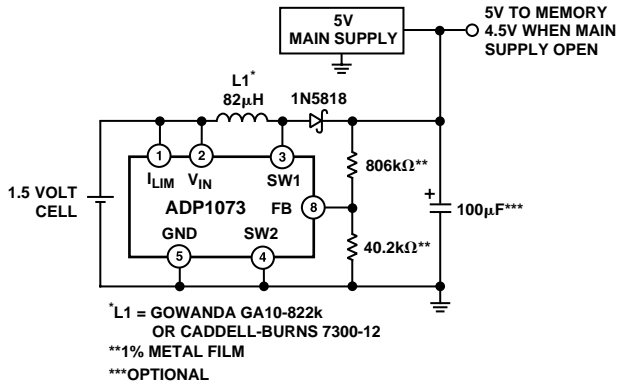 5V
MAIN SUPPLY
5V TO MEMORY
4.5V WHEN MAIN
SUPPLY OPEN
L1*
82µH
1N5818
1
2
3
I_LIM
V_IN
SW1
806kΩ**
1.5 VOLT
CELL
ADP1073
FB
8
+
100µF***
GND
SW2
5
4
40.2kΩ**
*L1 = GOWANDA GA10-822k
OR CADDELL-BURNS 7300-12
**1% METAL FILM
***OPTIONAL